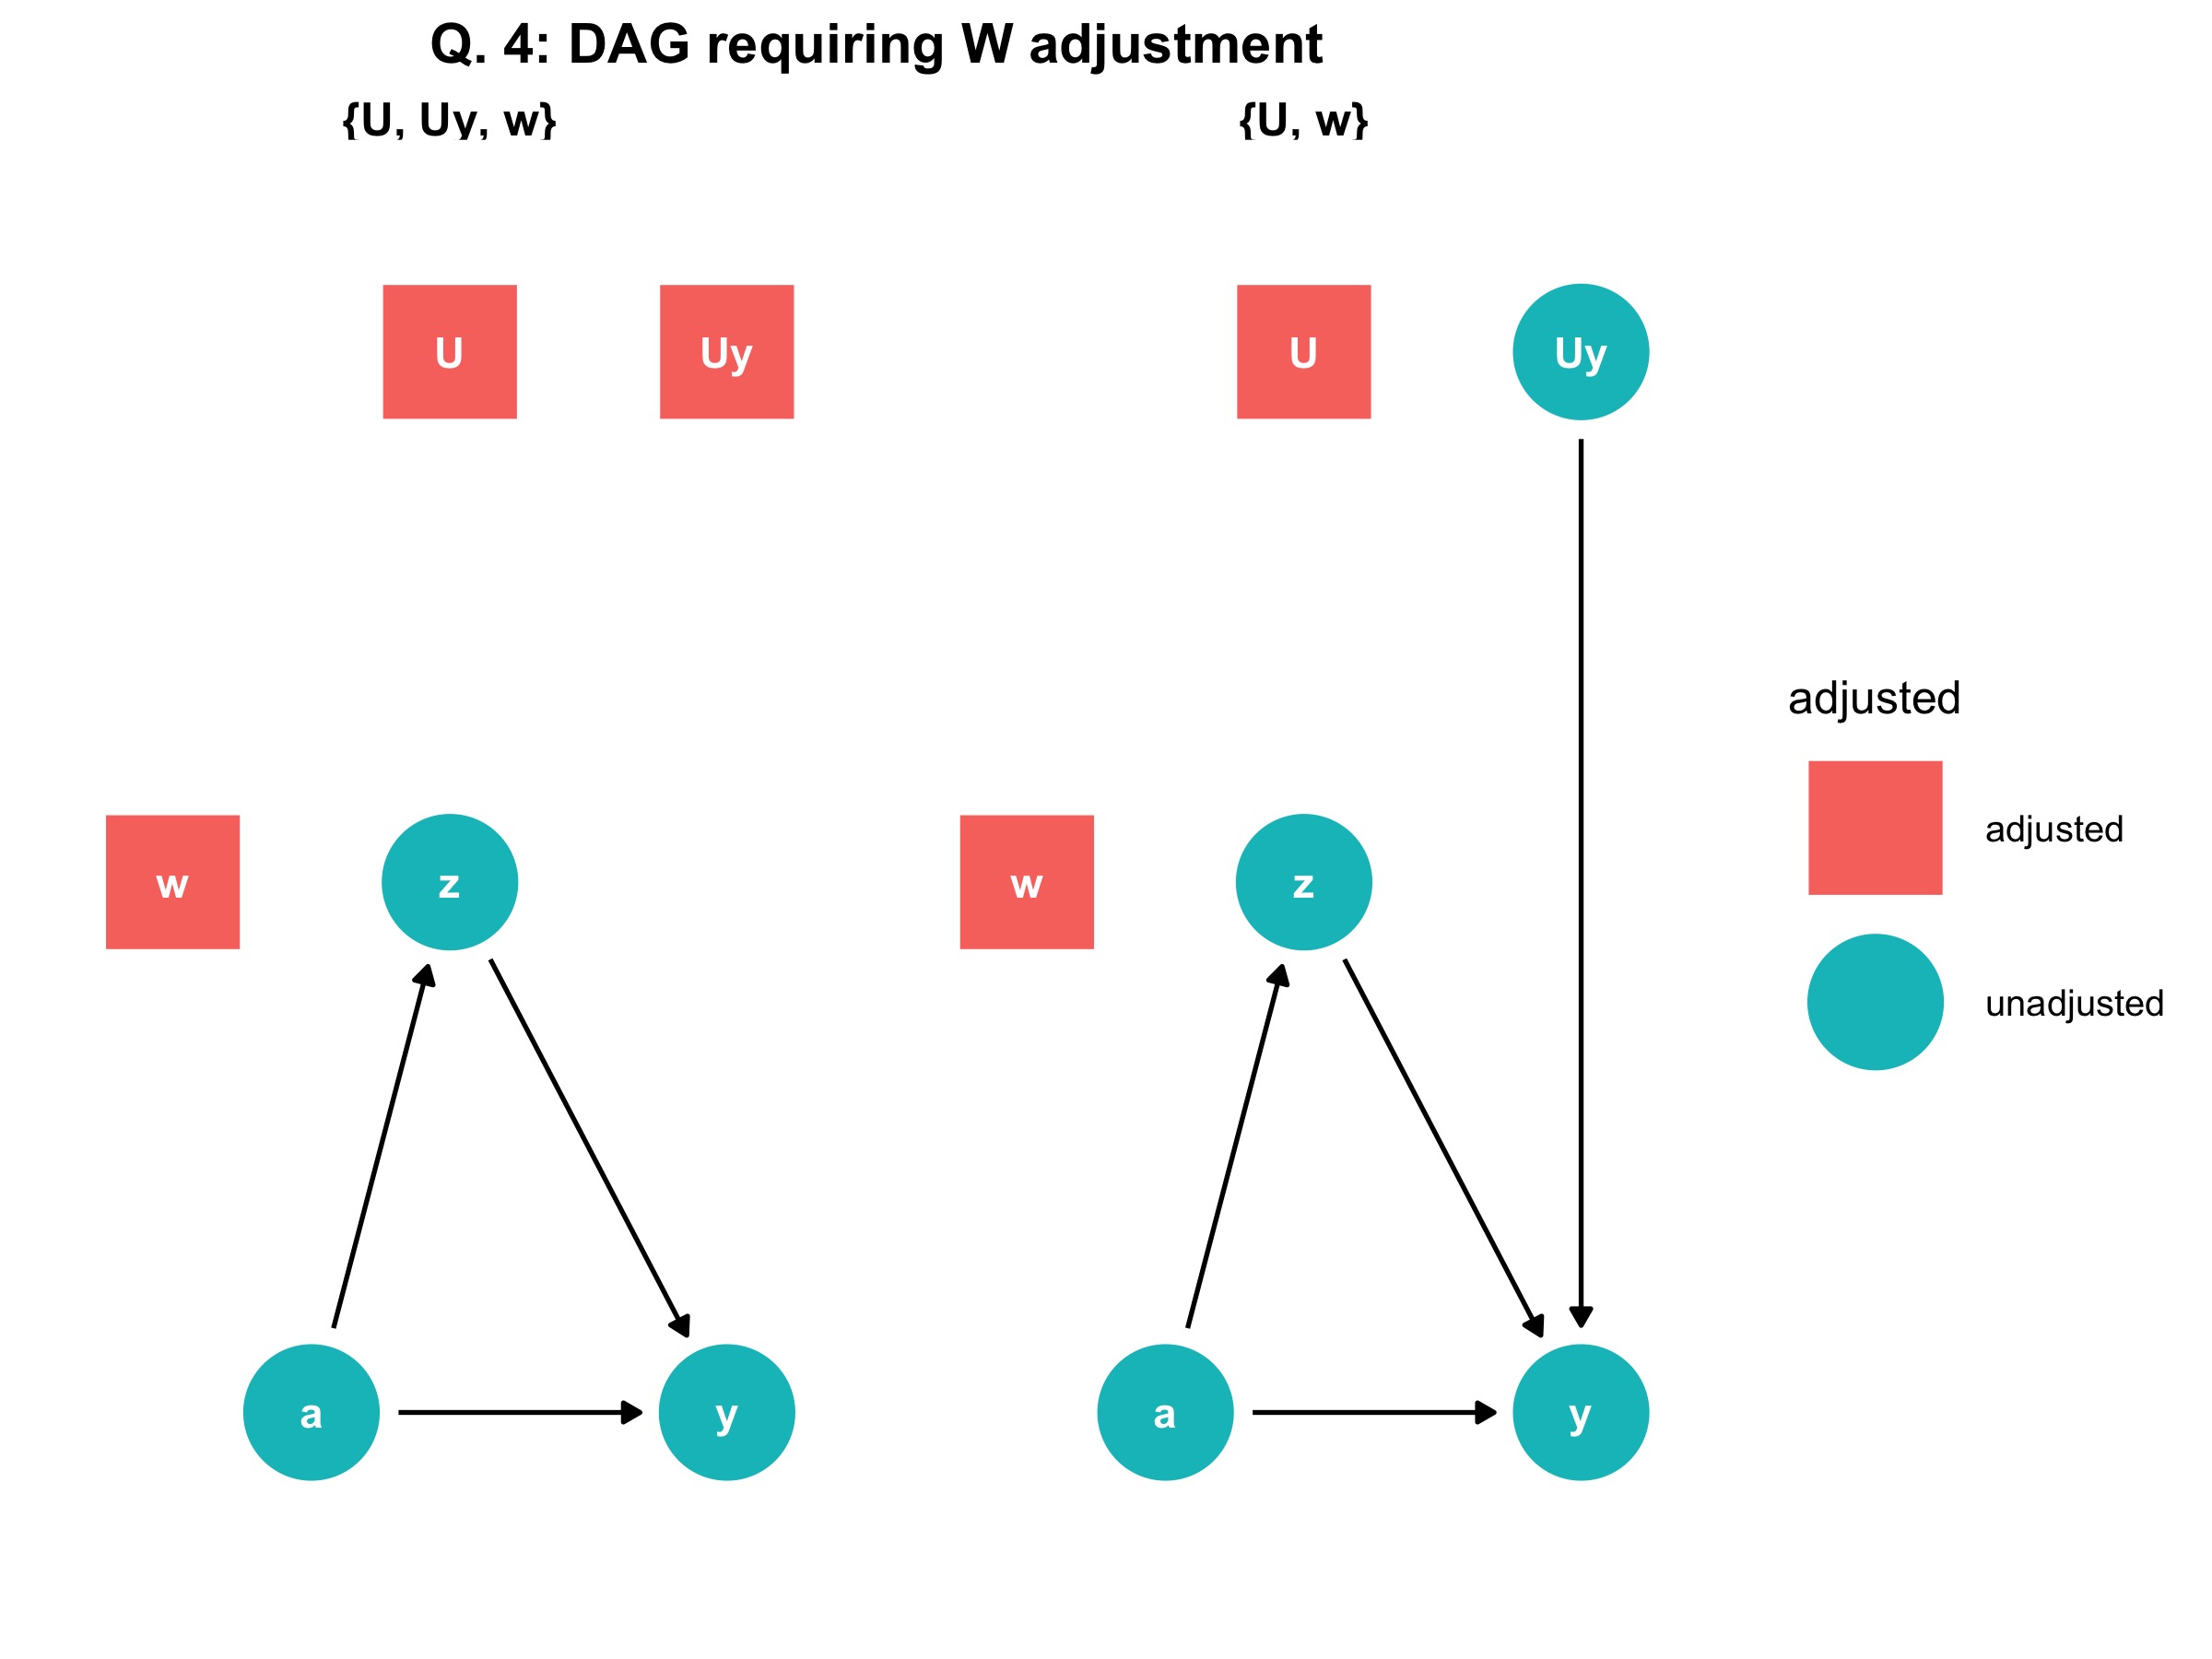 Q. 4: DAG requiring W adjustment
{U, Uy, w}
{U, w}
U
Uy
U
Uy
adjusted
adjusted
w
z
w
z
unadjusted
a
y
a
y